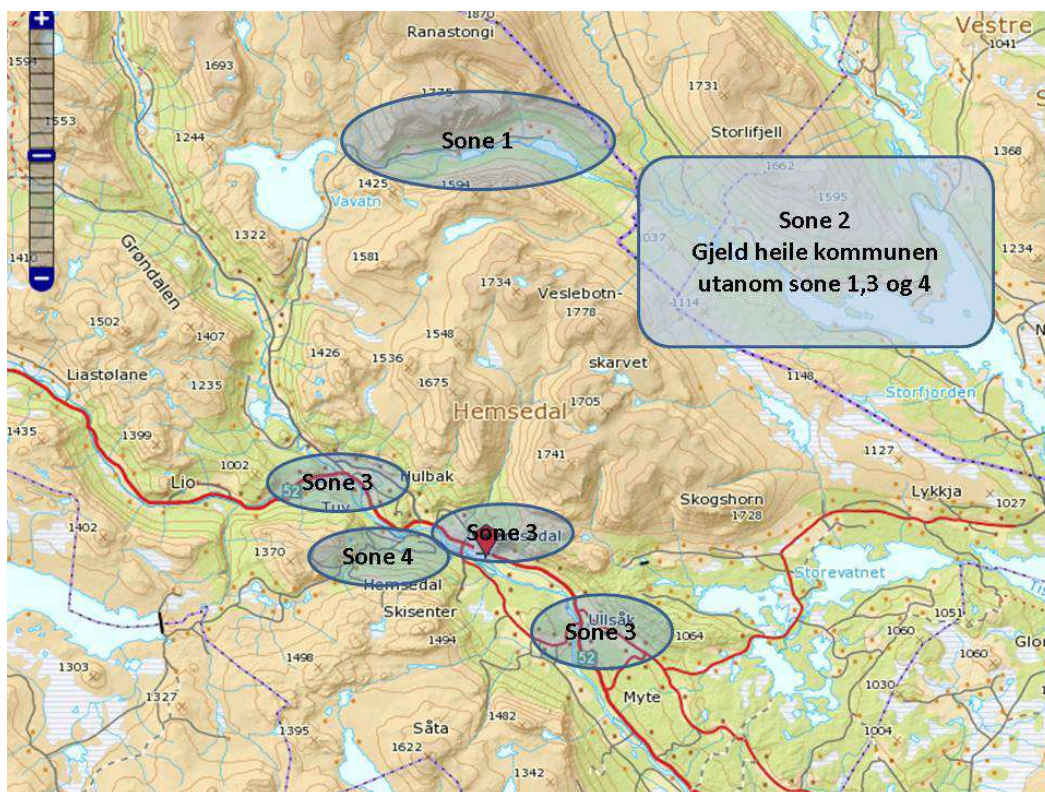 1870
Ranastongi
Vestre
1041
1594
1693
1775
1731
1553
Sone 1
Storlifjell
1244
1368
1662
1425
1594
Vavatn
1595
Sone 2
Gjeld heile kommunen
utanom sone 1,3 og 4
1322
1234
1410
1581
Grøndalen
1734
Veslebotn-
1114
1778
1502
1407
1548
1426
1536
skarvet
Liastølane
1235
1675
1148
Storfjorden
Hemsedal
1705
1435
1399
1741
1127
1002
Hulbak
Lio
Sone 3
52
Tuv
Skogshorn
1728
Lykkja
1027
1402
Sone 3
1370
Sone 4
Hemsedal
Skisenter
Storevatnet
1494
Ullsåk
Sone 3
1064
1051
1060
1498
52
1060
1303
Myte
1030
1327
1482
1395
Såta
1004
1622
1342